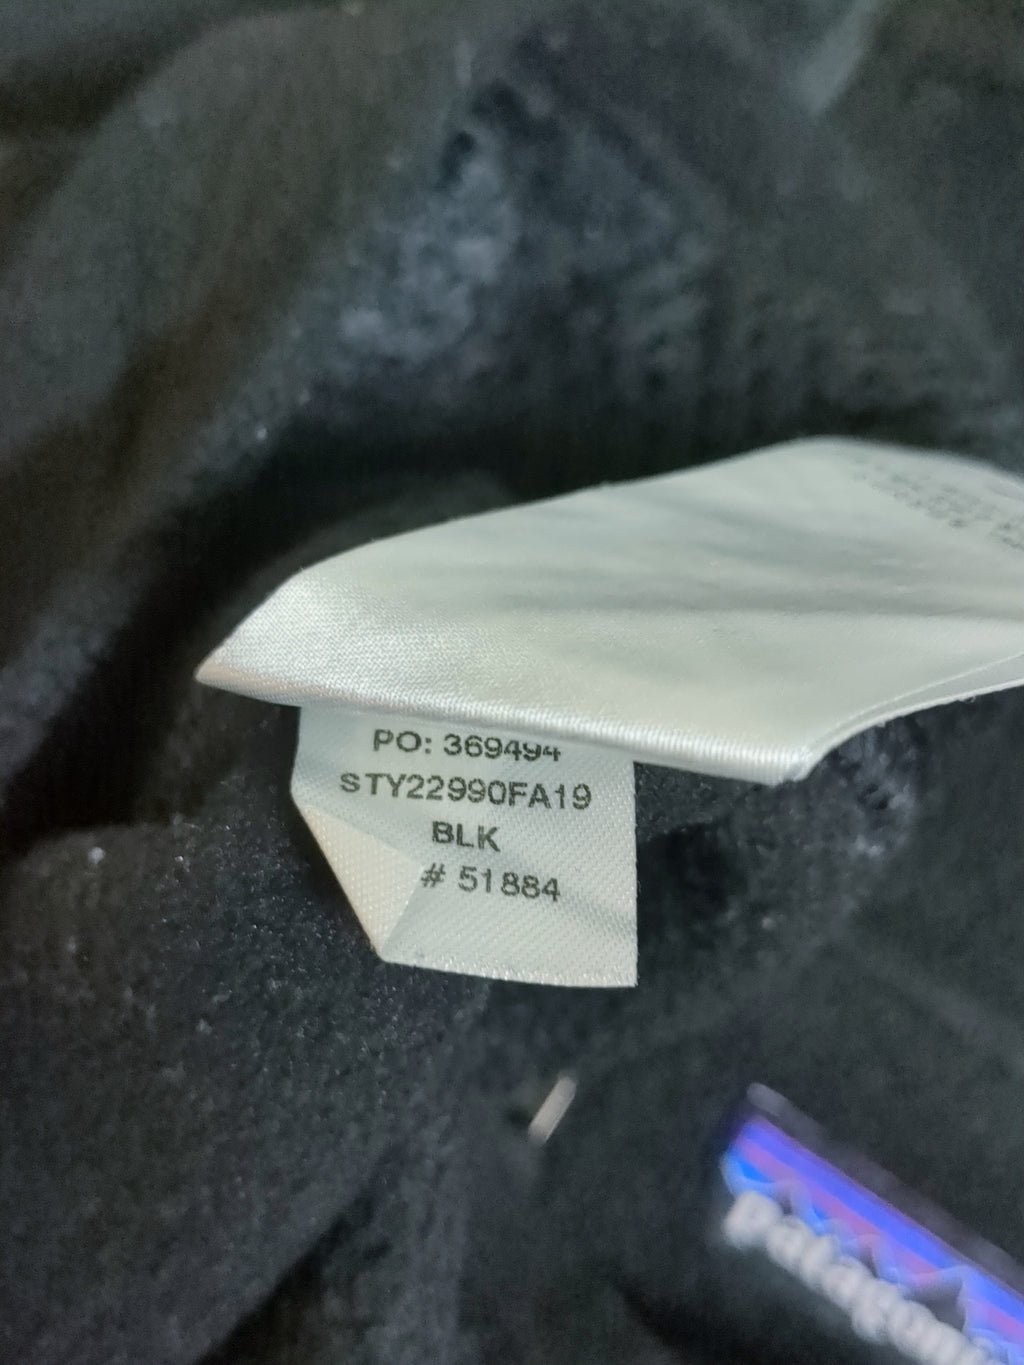 PO: 369494
STY22990FA19
BLK
# 51884
Patagonia